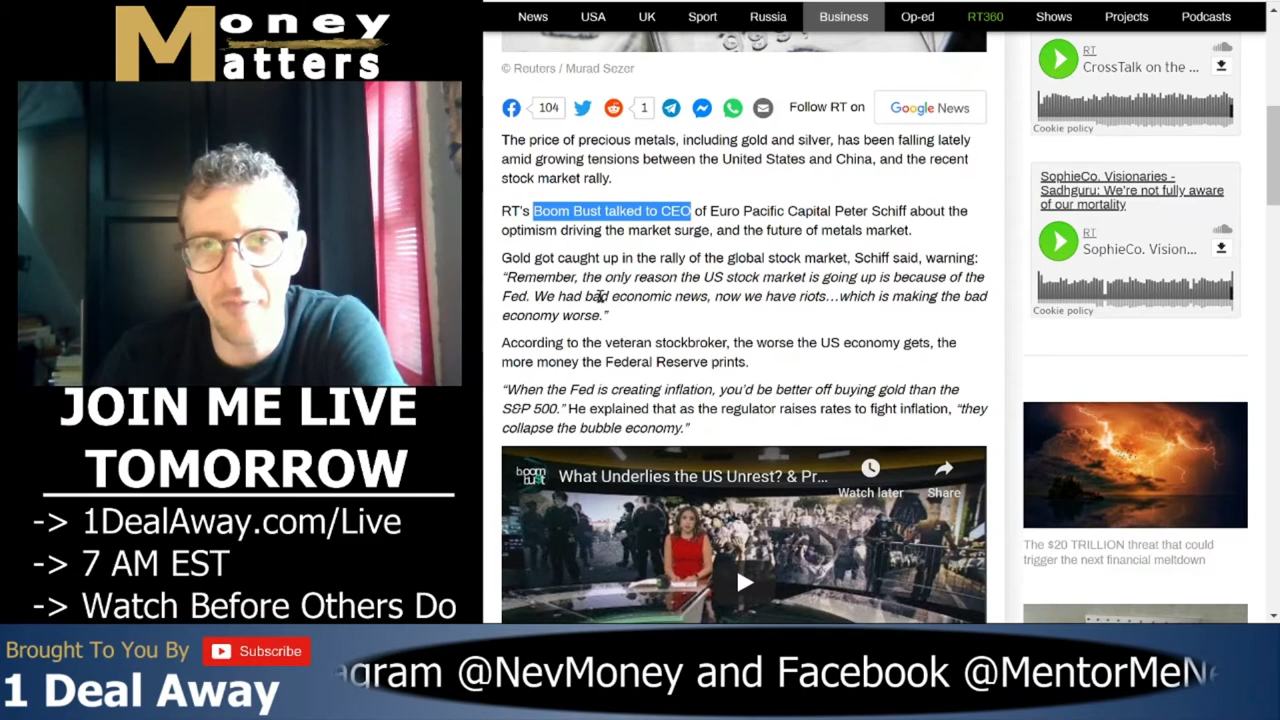 Money
Matters
JOIN ME LIVE
TOMORROW
-> 1DealAway.com/Live
-> 7 AM EST
-> Watch Before Others Do
News USA UK Sport Russia Business Op-ed RT360 Shows Projects Podcasts
© Reuters / Murad Sezer
104 1 Follow RT on Google News
The price of precious metals, including gold and silver, has been falling lately
amid growing tensions between the United States and China, and the recent
stock market rally.
RT's Boom Bust talked to CEO of Euro Pacific Capital Peter Schiff about the
optimism driving the market surge, and the future of metals market.
Gold got caught up in the rally of the global stock market, Schiff said, warning:
“Remember, the only reason the US stock market is going up is because of the
Fed. We had bad economic news, now we have riots…which is making the bad
economy worse.”
According to the veteran stockbroker, the worse the US economy gets, the
more money the Federal Reserve prints.
“When the Fed is creating inflation, you’d be better off buying gold than the
S&P 500.” He explained that as the regulator raises rates to fight inflation, “they
collapse the bubble economy.”
boom
bust
What Underlies the US Unrest? & Pr...
Watch later
Share
RT
CrossTalk on the ...
Cookie policy
SophieCo. Visionaries -
Sadhguru: We're not fully aware
of our mortality
RT
SophieCo. Vision...
Cookie policy
The $20 TRILLION threat that could
trigger the next financial meltdown
Brought To You By Subscribe
1 Deal Away
agram @NevMoney and Facebook @MentorMeNe